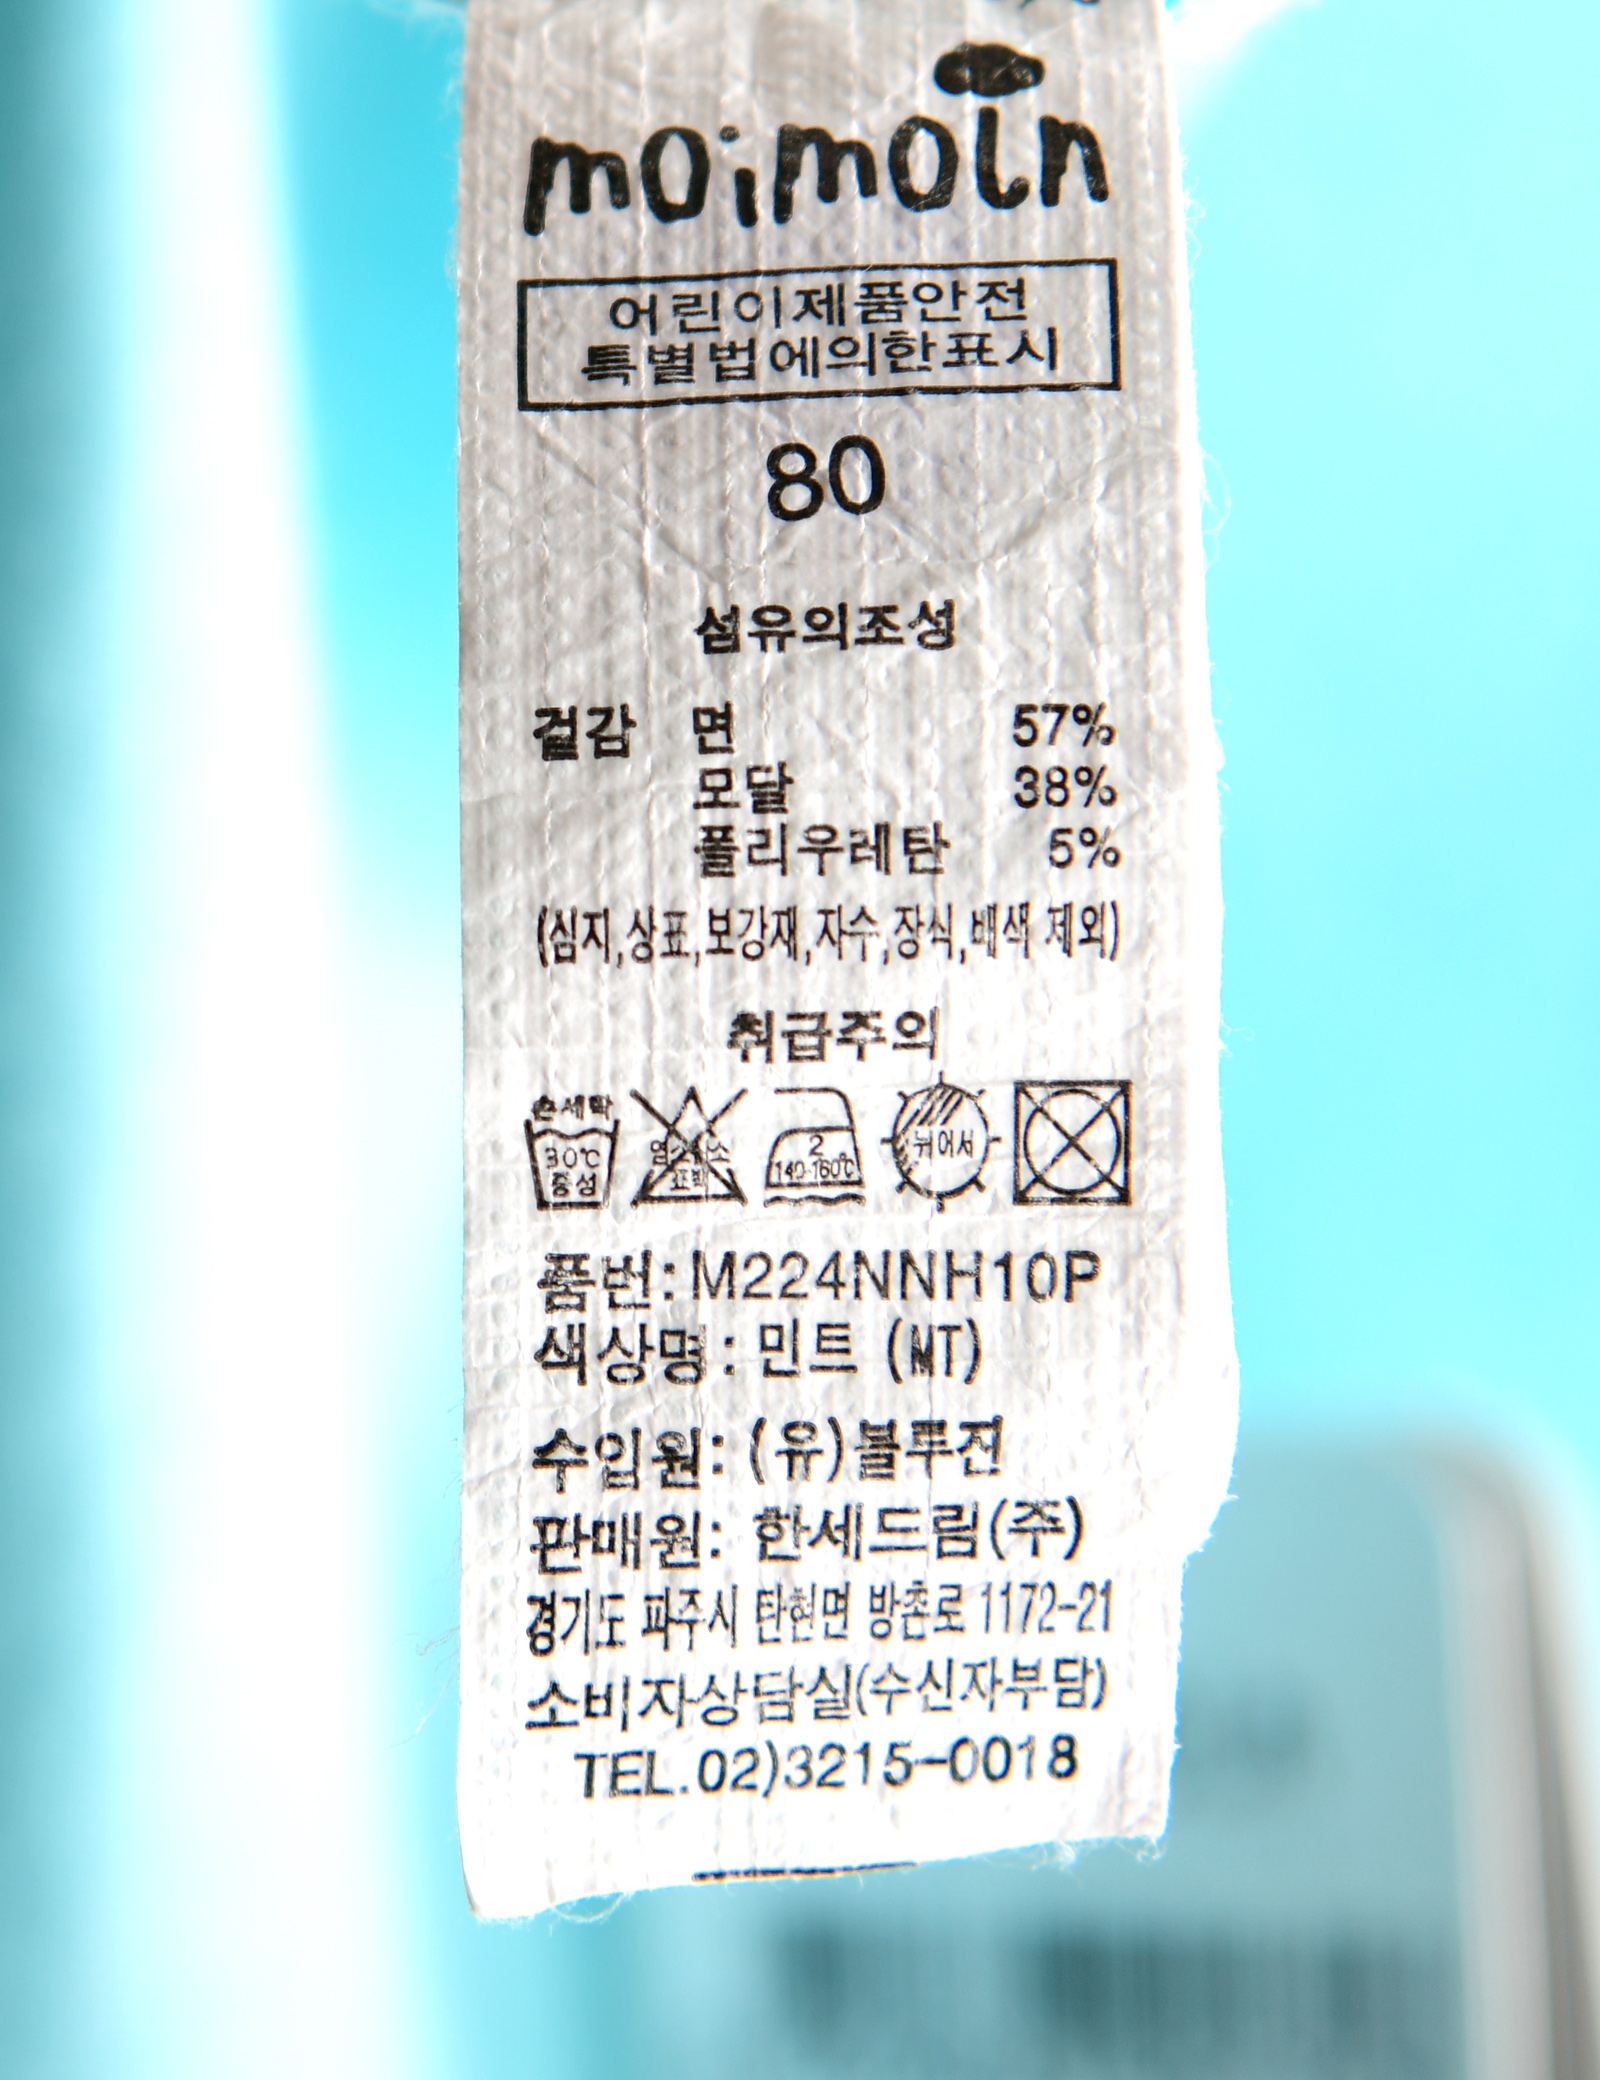 moimoln
어린이제품안전
특별법에의한표시
80
섬유의조성
겉감 면 57%
모달 38%
폴리우레탄 5%
(심지,상표,보강재,자수,장식,배색 제외)
취급주의
손세탁
30℃
중성
염소
표백
2
140-160℃
뉘어서
품번: M224NNH10P
색상명: 민트 (MT)
수입원: (유)블루전
판매원: 한세드림(주)
경기도 파주시 탄현면 방촌로 1172-21
소비자상담실(수신자부담)
TEL.02)3215-0018